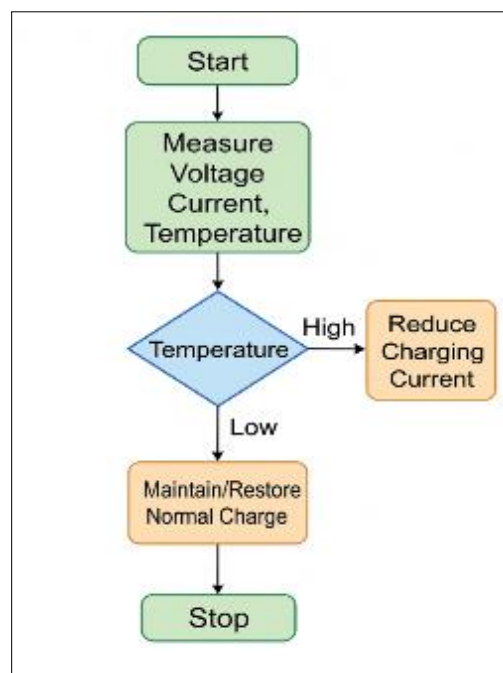 Start
Measure
Voltage
Current,
Temperature
Temperature
High
Reduce
Charging
Current
Low
Maintain/Restore
Normal Charge
Stop